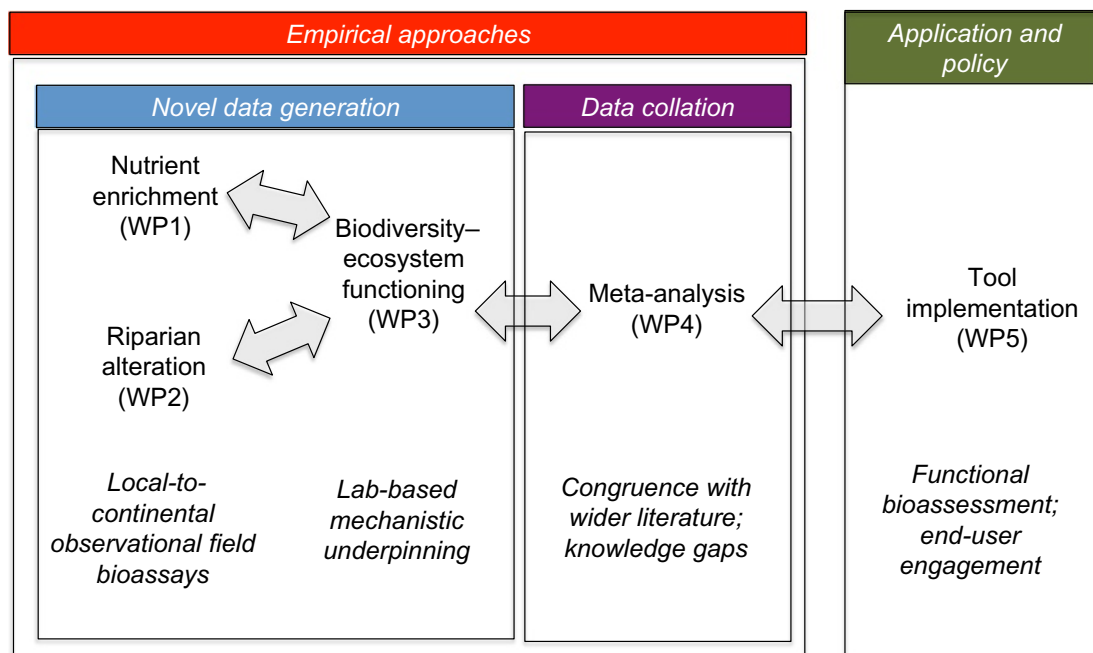 Empirical approaches
Application and
policy
Novel data generation
Data collation
Nutrient
enrichment
(WP1)
Riparian
alteration
(WP2)
Biodiversity–
ecosystem
functioning
(WP3)
Meta-analysis
(WP4)
Tool
implementation
(WP5)
Local-to-
continental
observational field
bioassays
Lab-based
mechanistic
underpinning
Congruence with
wider literature;
knowledge gaps
Functional
bioassessment;
end-user
engagement